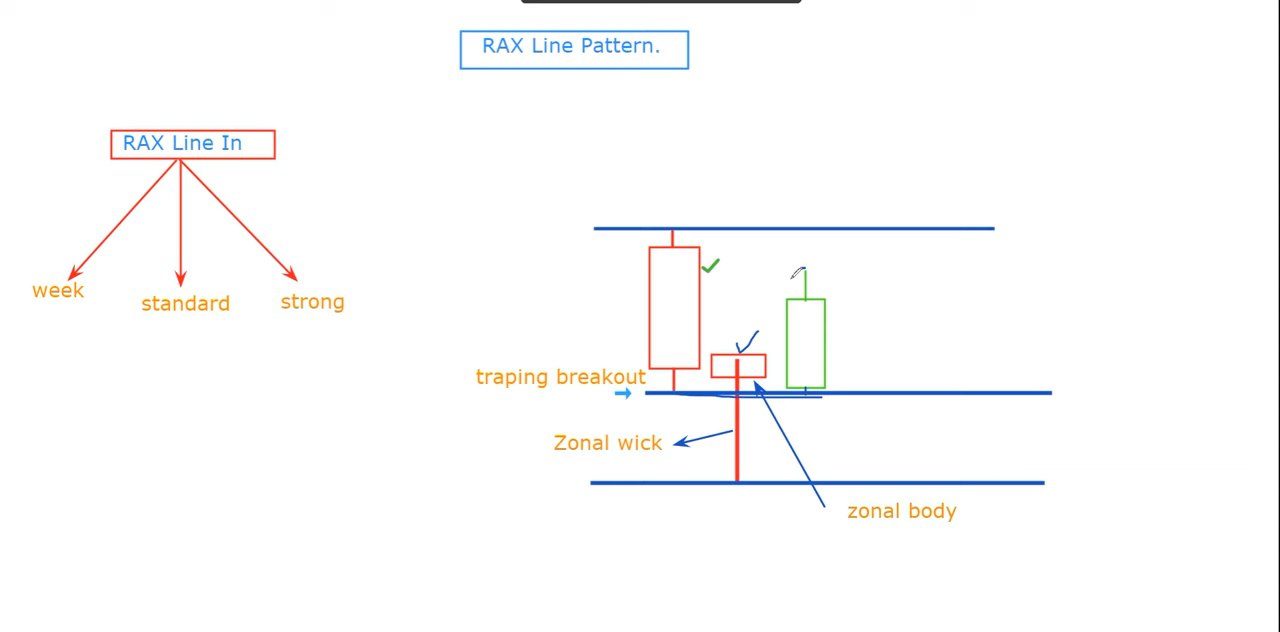 RAX Line Pattern.
RAX Line In
week
standard
strong
traping breakout
Zonal wick
zonal body